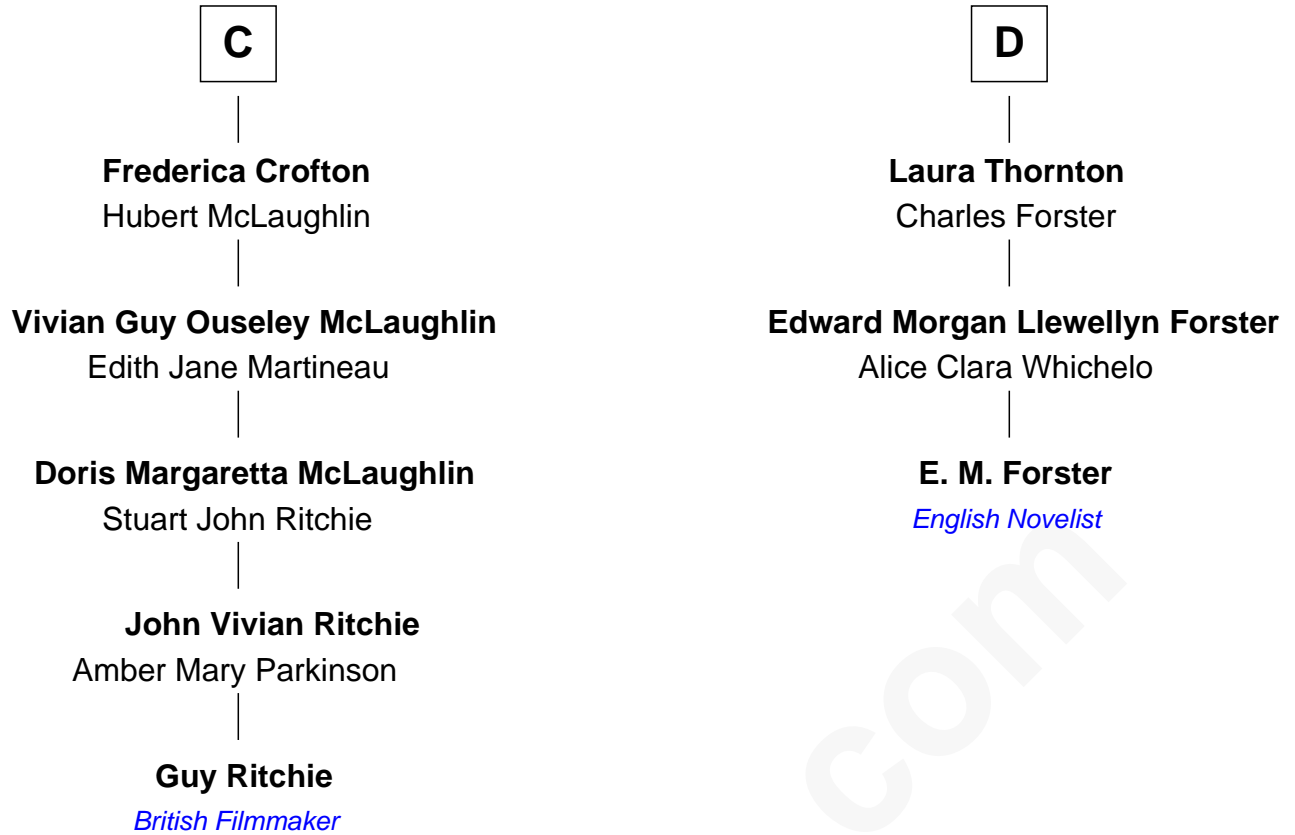 C
Frederica Crofton
Hubert McLaughlin
Vivian Guy Ouseley McLaughlin
Edith Jane Martineau
Doris Margaretta McLaughlin
Stuart John Ritchie
John Vivian Ritchie
Amber Mary Parkinson
Guy Ritchie
British Filmmaker
D
Laura Thornton
Charles Forster
Edward Morgan Llewellyn Forster
Alice Clara Whichelo
E. M. Forster
English Novelist
com